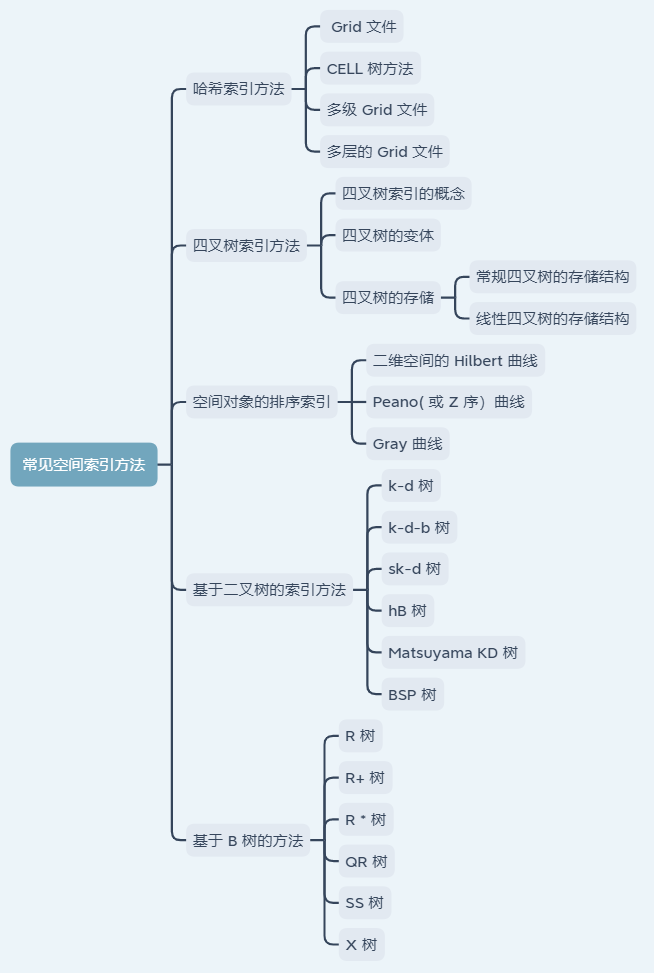 常见空间索引方法
哈希索引方法
Grid 文件
CELL 树方法
多级 Grid 文件
多层的 Grid 文件
四叉树索引方法
四叉树索引的概念
四叉树的变体
四叉树的存储
常规四叉树的存储结构
线性四叉树的存储结构
空间对象的排序索引
二维空间的 Hilbert 曲线
Peano( 或 Z 序）曲线
Gray 曲线
基于二叉树的索引方法
k-d 树
k-d-b 树
sk-d 树
hB 树
Matsuyama KD 树
BSP 树
基于 B 树的方法
R 树
R+ 树
R * 树
QR 树
SS 树
X 树